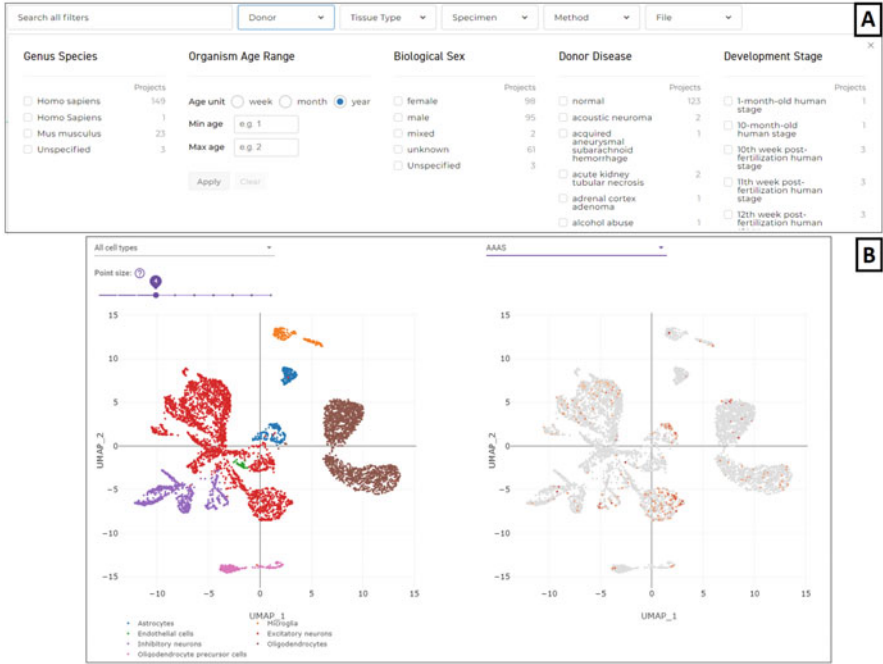 Search all filters Donor Tissue Type Specimen Method File A
Genus Species Organism Age Range Biological Sex Donor Disease Development Stage
Projects Projects Projects Projects
Homo sapiens 149
Homo Sapiens 1
Mus musculus 23
Unspecified 3
Age unit week month year
Min age e.g. 1
Max age e.g. 2
Apply Clear
female 98
male 95
mixed 2
unknown 61
Unspecified 3
normal 123
acoustic neuroma 2
acquired 1
aneurysmal
subarachnoid
hemorrhage
acute kidney 2
tubular necrosis
adrenal cortex 1
adenoma
alcohol abuse 1
1-month-old human 1
stage
10-month-old 1
human stage
10th week post- 3
fertilization human
stage
11th week post- 3
fertilization human
stage
12th week post- 3
fertilization human
B
All cell types AAAS
Point size: ?
4
15
10
5
0
−5
−10
−15
UMAP_2
−10 −5 0 5 10 15
UMAP_1
15
10
5
0
−5
−10
−15
UMAP_2
−10 −5 0 5 10 15
UMAP_1
Astrocytes Microglia
Endothelial cells Excitatory neurons
Inhibitory neurons Oligodendrocytes
Oligodendrocyte precursor cells